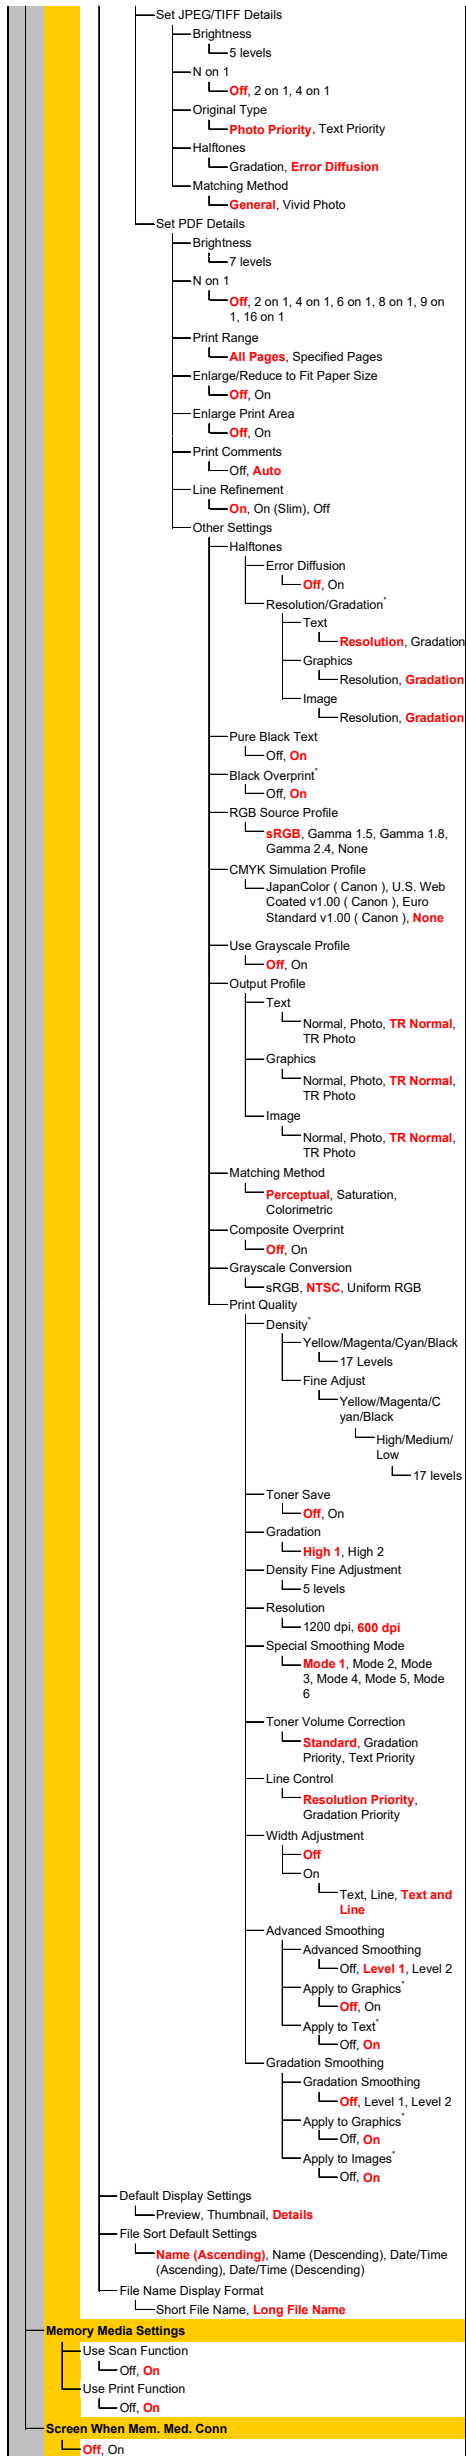 Set JPEG/TIFF Details
Brightness
5 levels
N on 1
Off, 2 on 1, 4 on 1
Original Type
Photo Priority, Text Priority
Halftones
Gradation, Error Diffusion
Matching Method
General, Vivid Photo
Set PDF Details
Brightness
7 levels
N on 1
Off, 2 on 1, 4 on 1, 6 on 1, 8 on 1, 9 on
1, 16 on 1
Print Range
All Pages, Specified Pages
Enlarge/Reduce to Fit Paper Size
Off, On
Enlarge Print Area
Off, On
Print Comments
Off, Auto
Line Refinement
On, On (Slim), Off
Other Settings
Halftones
Error Diffusion
Off, On
Resolution/Gradation*
Text
Resolution, Gradation
Graphics
Resolution, Gradation
Image
Resolution, Gradation
Pure Black Text
Off, On
Black Overprint*
Off, On
RGB Source Profile
sRGB, Gamma 1.5, Gamma 1.8,
Gamma 2.4, None
CMYK Simulation Profile
JapanColor ( Canon ), U.S. Web
Coated v1.00 ( Canon ), Euro
Standard v1.00 ( Canon ), None
Use Grayscale Profile
Off, On
Output Profile
Text
Normal, Photo, TR Normal,
TR Photo
Graphics
Normal, Photo, TR Normal,
TR Photo
Image
Normal, Photo, TR Normal,
TR Photo
Matching Method
Perceptual, Saturation,
Colorimetric
Composite Overprint
Off, On
Grayscale Conversion
sRGB, NTSC, Uniform RGB
Print Quality
Density*
Yellow/Magenta/Cyan/Black
17 Levels
Fine Adjust
Yellow/Magenta/C
yan/Black
High/Medium/
Low
17 levels
Toner Save
Off, On
Gradation
High 1, High 2
Density Fine Adjustment
5 levels
Resolution
1200 dpi, 600 dpi
Special Smoothing Mode
Mode 1, Mode 2, Mode
3, Mode 4, Mode 5, Mode
6
Toner Volume Correction
Standard, Gradation
Priority, Text Priority
Line Control
Resolution Priority,
Gradation Priority
Width Adjustment
Off
On
Text, Line, Text and
Line
Advanced Smoothing
Advanced Smoothing
Off, Level 1, Level 2
Apply to Graphics*
Off, On
Apply to Text*
Off, On
Gradation Smoothing
Gradation Smoothing
Off, Level 1, Level 2
Apply to Graphics*
Off, On
Apply to Images*
Off, On
Default Display Settings
Preview, Thumbnail, Details
File Sort Default Settings
Name (Ascending), Name (Descending), Date/Time
(Ascending), Date/Time (Descending)
File Name Display Format
Short File Name, Long File Name
Memory Media Settings
Use Scan Function
Off, On
Use Print Function
Off, On
Screen When Mem. Med. Conn
Off, On